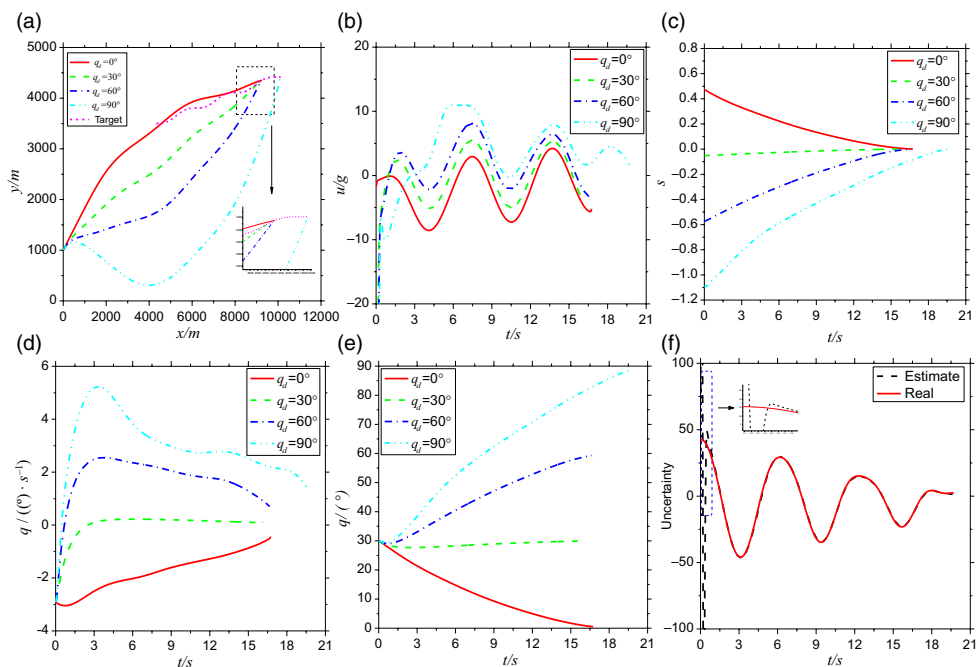 (a)
5000
4000
3000
2000
1000
0
y/m
q_d=0°
q_d=30°
q_d=60°
q_d=90°
Target
0 2000 4000 6000 8000 10000 12000
x/m
(b)
20
10
0
−10
−20
u/g
q_d=0°
q_d=30°
q_d=60°
q_d=90°
0 3 6 9 12 15 18 21
t/s
(c)
0.8
0.6
0.4
0.2
0.0
−0.2
−0.4
−0.6
−0.8
−1.0
−1.2
s
q_d=0°
q_d=30°
q_d=60°
q_d=90°
0 3 6 9 12 15 18 21
t/s
(d)
6
5
4
2
0
−2
−4
q / ((º) · s⁻¹)
q_d=0°
q_d=30°
q_d=60°
q_d=90°
0 3 6 9 12 15 18 21
t/s
(e)
90
80
70
60
50
40
30
20
10
0
q/(°)
q_d=0°
q_d=30°
q_d=60°
q_d=90°
0 3 6 9 12 15 18 21
t/s
(f)
100
50
0
−50
−100
Uncertainty
Estimate
Real
0 3 6 9 12 15 18 21
t/s